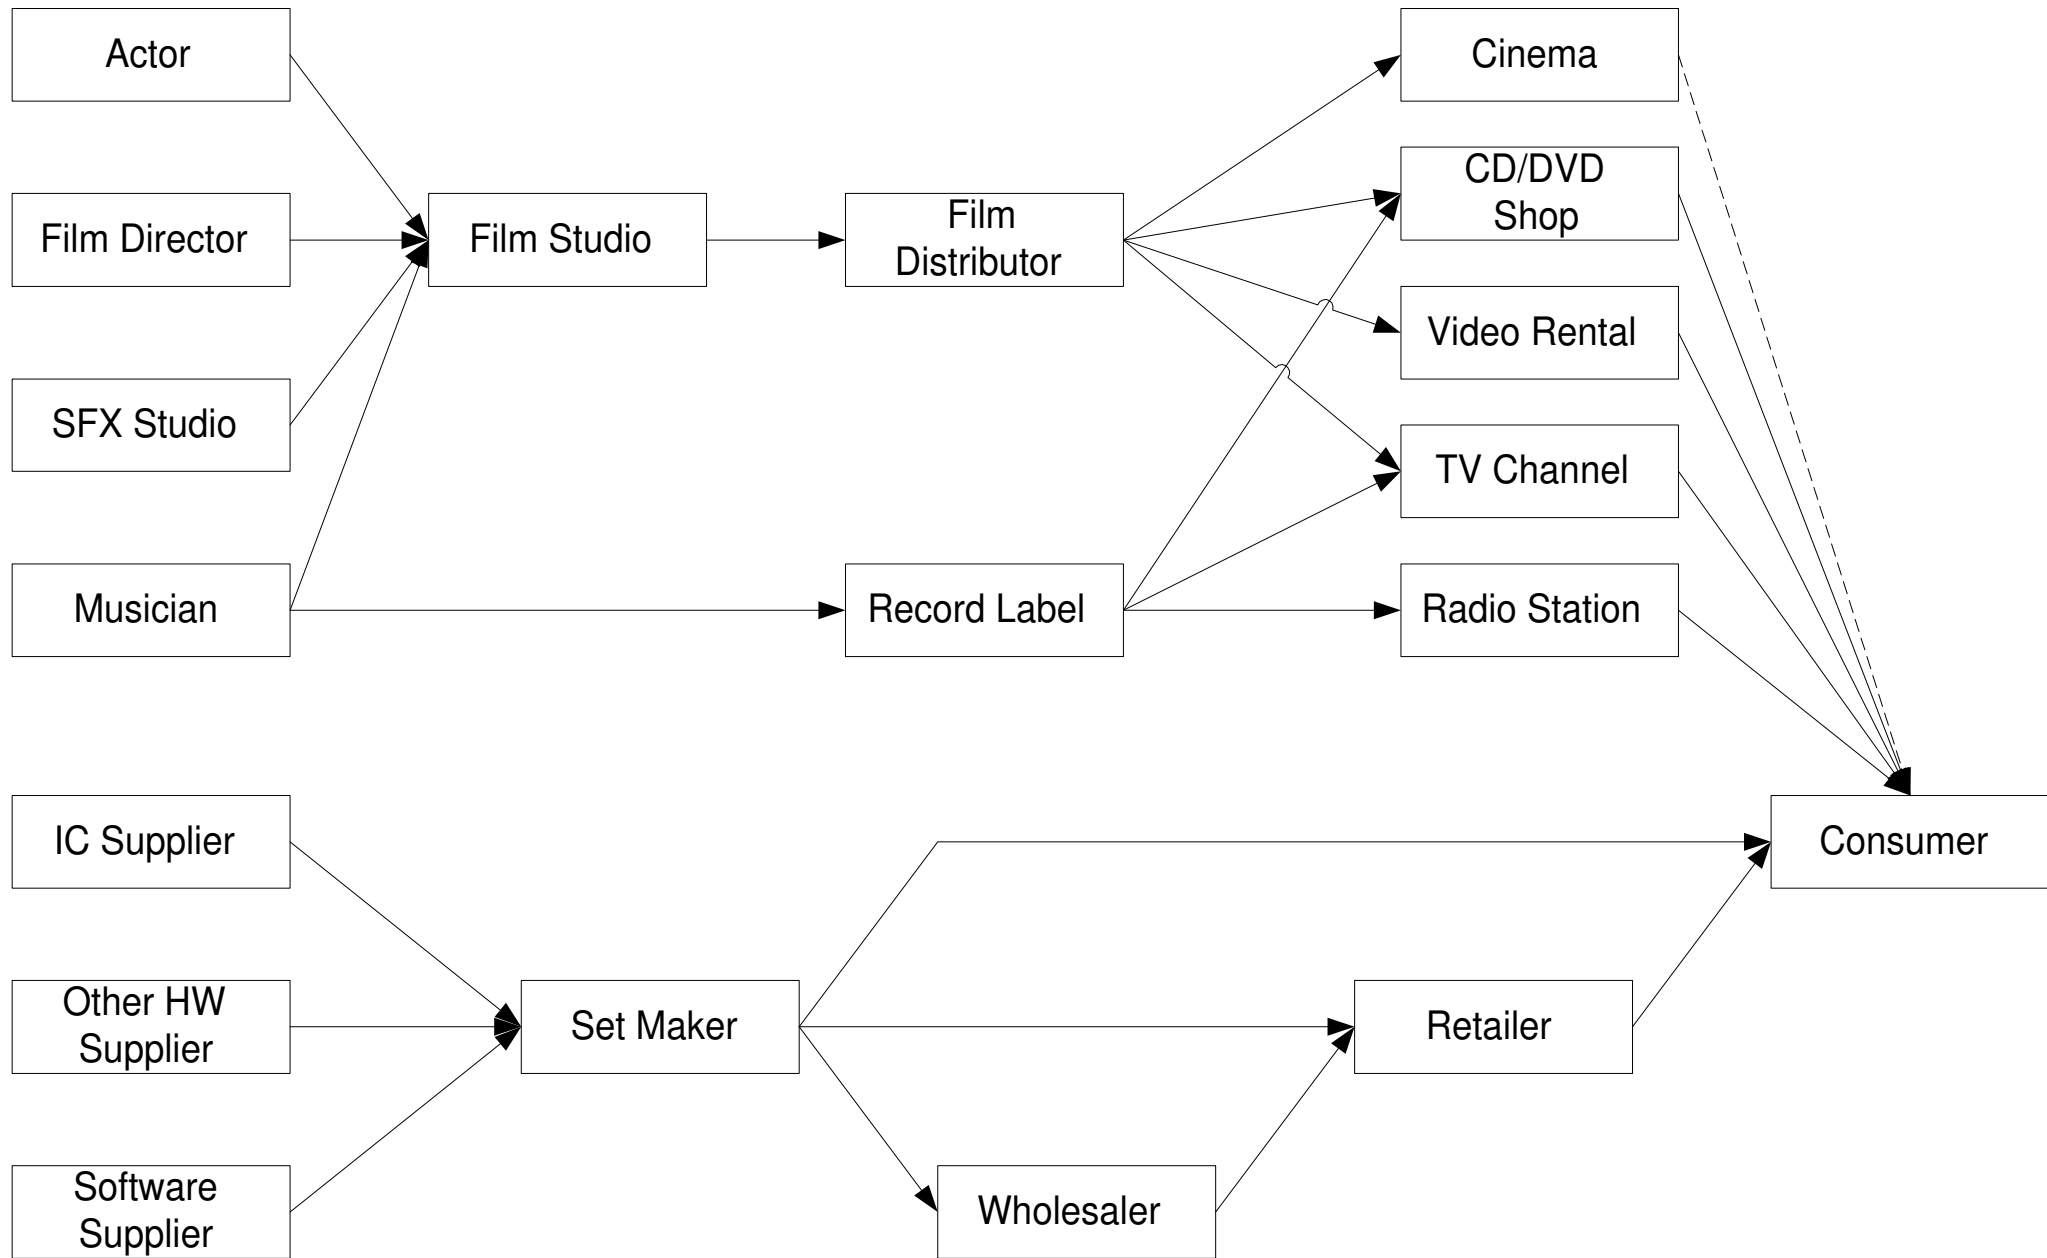 Actor
Cinema
CD/DVD
Shop
Film Director
Film Studio
Film
Distributor
Video Rental
SFX Studio
TV Channel
Musician
Record Label
Radio Station
IC Supplier
Consumer
Other HW
Supplier
Set Maker
Retailer
Software
Supplier
Wholesaler